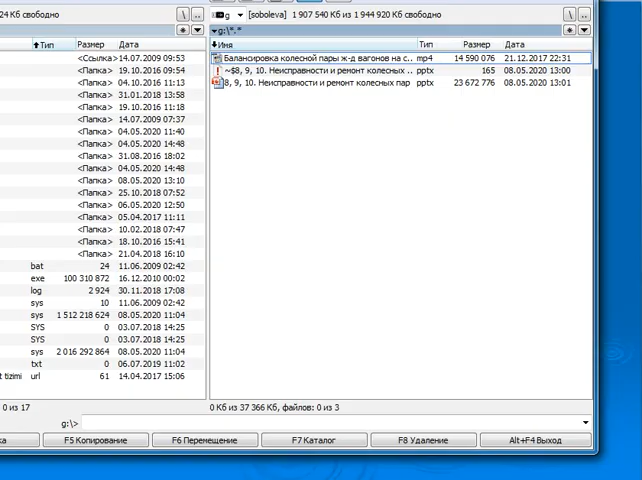 24 Кб свободно \ ..
g [soboleva] 1 907 540 Кб из 1 944 920 Кб свободно \ ..
* g:\*.*  *
Тип Размер Дата
<Ссылка> 14.07.2009 09:53
<Папка> 19.10.2016 09:54
<Папка> 04.10.2016 11:13
<Папка> 31.01.2018 13:58
<Папка> 19.10.2016 11:18
<Папка> 14.07.2009 07:37
<Папка> 04.05.2020 11:40
<Папка> 04.05.2020 14:48
<Папка> 31.08.2016 18:02
<Папка> 04.05.2020 14:48
<Папка> 08.05.2020 13:10
<Папка> 25.10.2018 07:52
<Папка> 06.05.2020 12:50
<Папка> 05.04.2017 11:11
<Папка> 10.02.2018 07:47
<Папка> 18.10.2016 15:41
<Папка> 21.04.2018 16:10
bat 24 11.06.2009 02:42
exe 100 310 872 16.12.2010 00:02
log 2 924 30.11.2018 17:08
sys 10 11.06.2009 02:42
sys 1 512 218 624 08.05.2020 11:04
SYS 0 03.07.2018 14:25
SYS 0 03.07.2018 14:25
sys 2 016 292 864 08.05.2020 11:04
txt 0 06.07.2019 11:02
t tizimi url 61 14.04.2017 15:06
Имя Тип Размер Дата
Балансировка колесной пары ж-д вагонов на с.. mp4 14 590 076 21.12.2017 22:31
~$8, 9, 10. Неисправности и ремонт колесных .. pptx 165 08.05.2020 13:00
8, 9, 10. Неисправности и ремонт колесных пар pptx 23 672 776 08.05.2020 13:01
0 из 17
0 Кб из 37 366 Кб, файлов: 0 из 3
g:\>
ка F5 Копирование F6 Перемещение F7 Каталог F8 Удаление Alt+F4 Выход